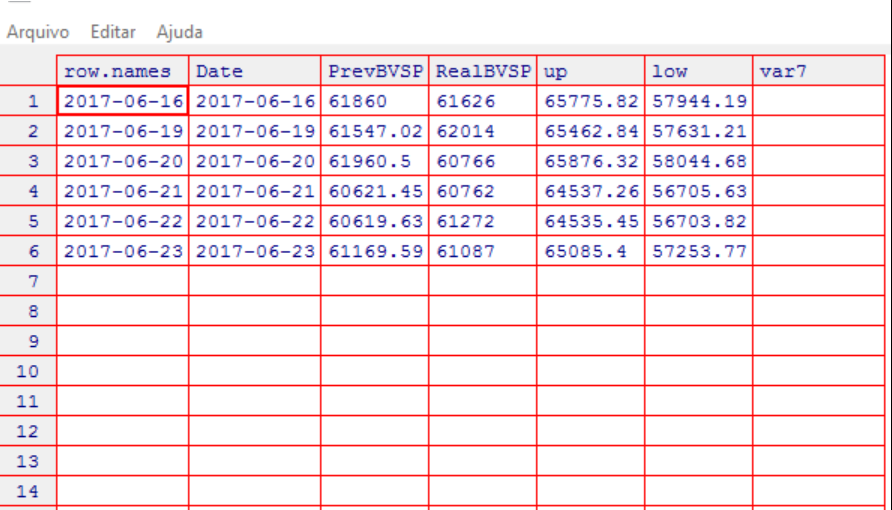 Arquivo Editar Ajuda
row.names Date PrevBVSP RealBVSP up low var7
1 2017-06-16 2017-06-16 61860 61626 65775.82 57944.19
2 2017-06-19 2017-06-19 61547.02 62014 65462.84 57631.21
3 2017-06-20 2017-06-20 61960.5 60766 65876.32 58044.68
4 2017-06-21 2017-06-21 60621.45 60762 64537.26 56705.63
5 2017-06-22 2017-06-22 60619.63 61272 64535.45 56703.82
6 2017-06-23 2017-06-23 61169.59 61087 65085.4 57253.77
7
8
9
10
11
12
13
14